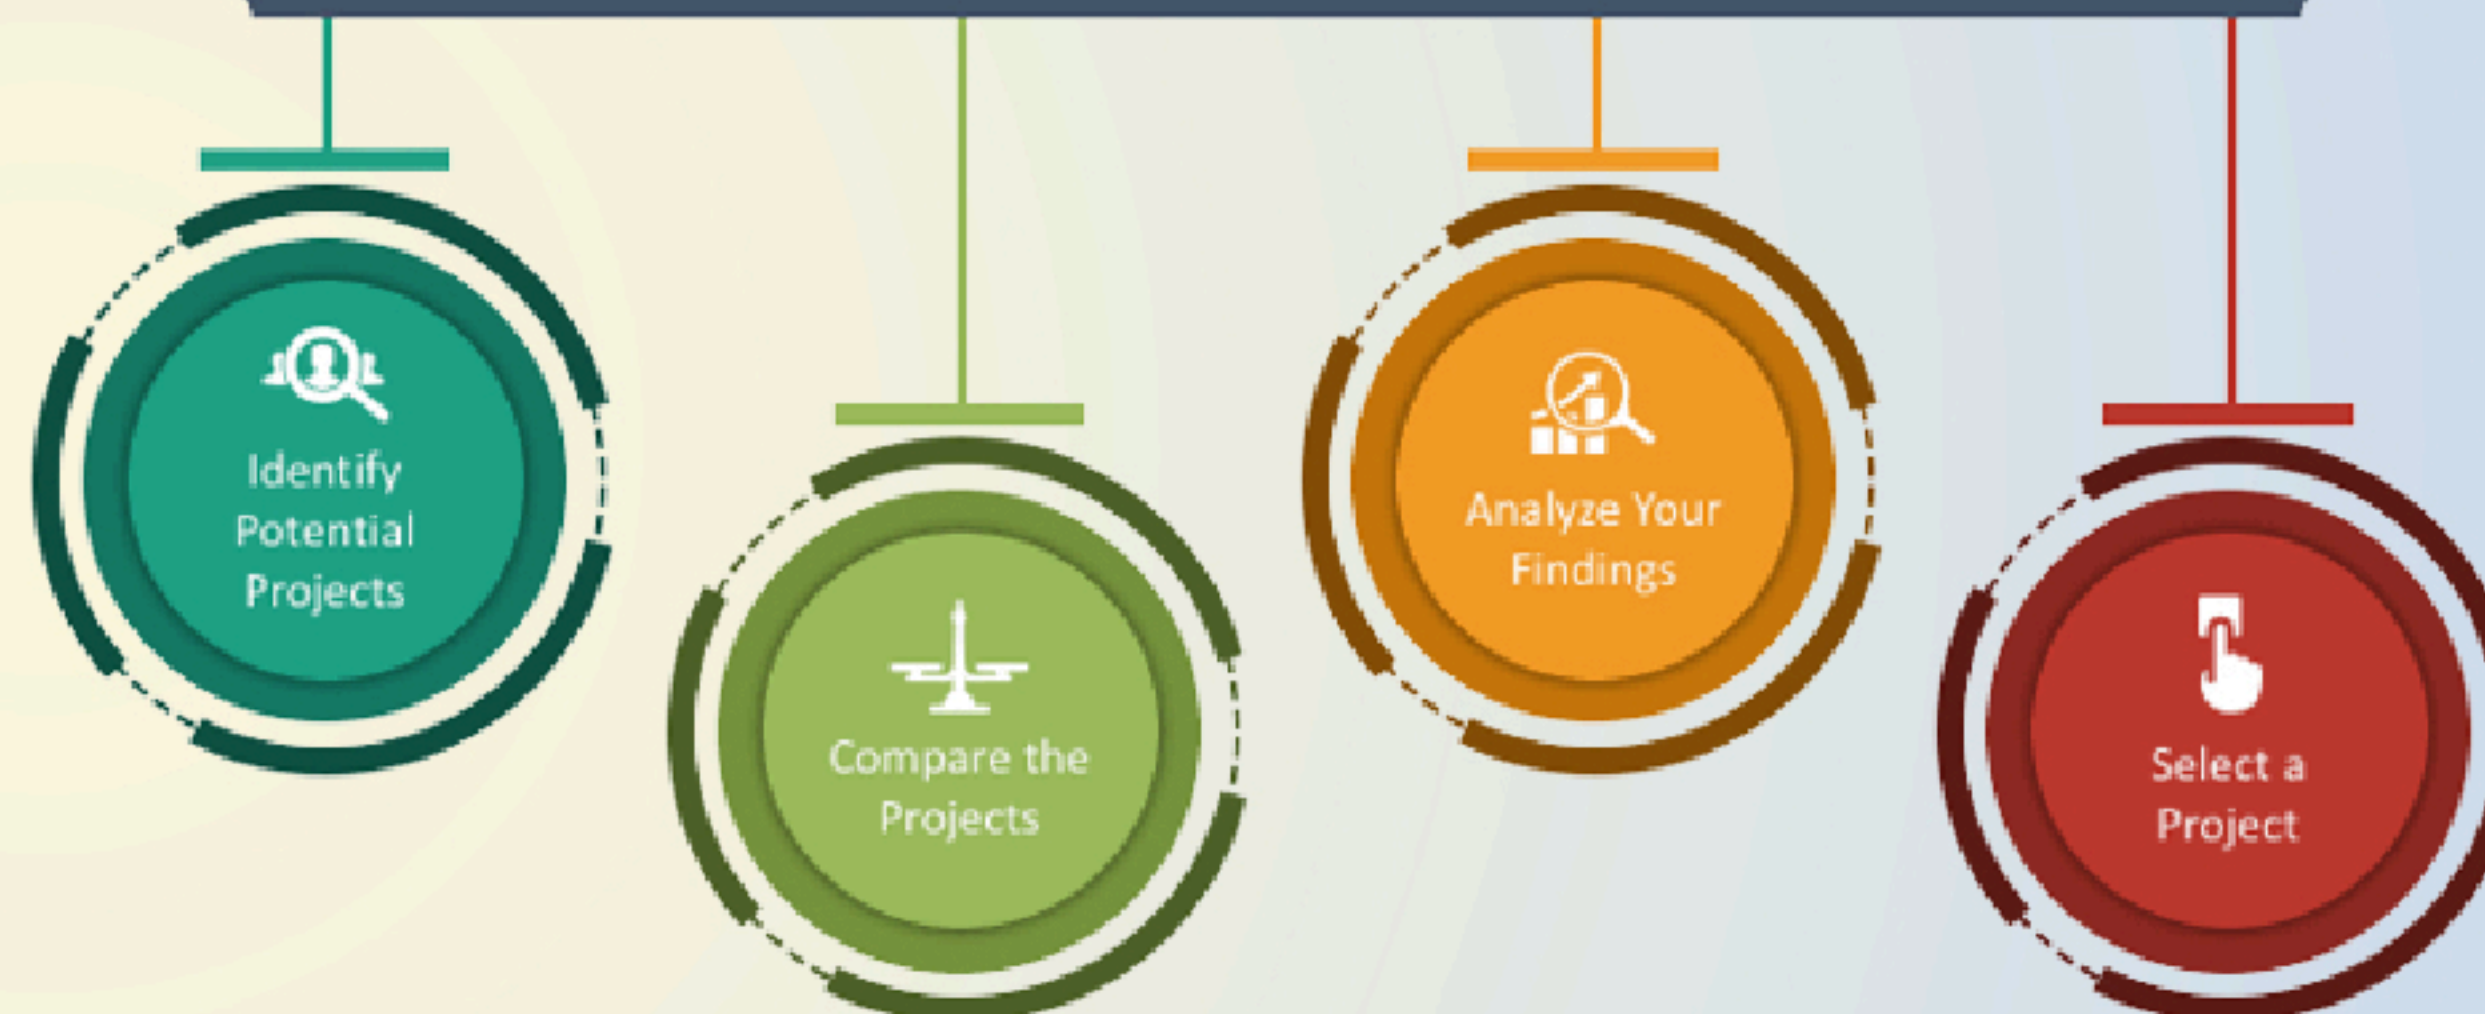 Identify
Potential
Projects
Compare the
Projects
Analyze Your
Findings
Select a
Project